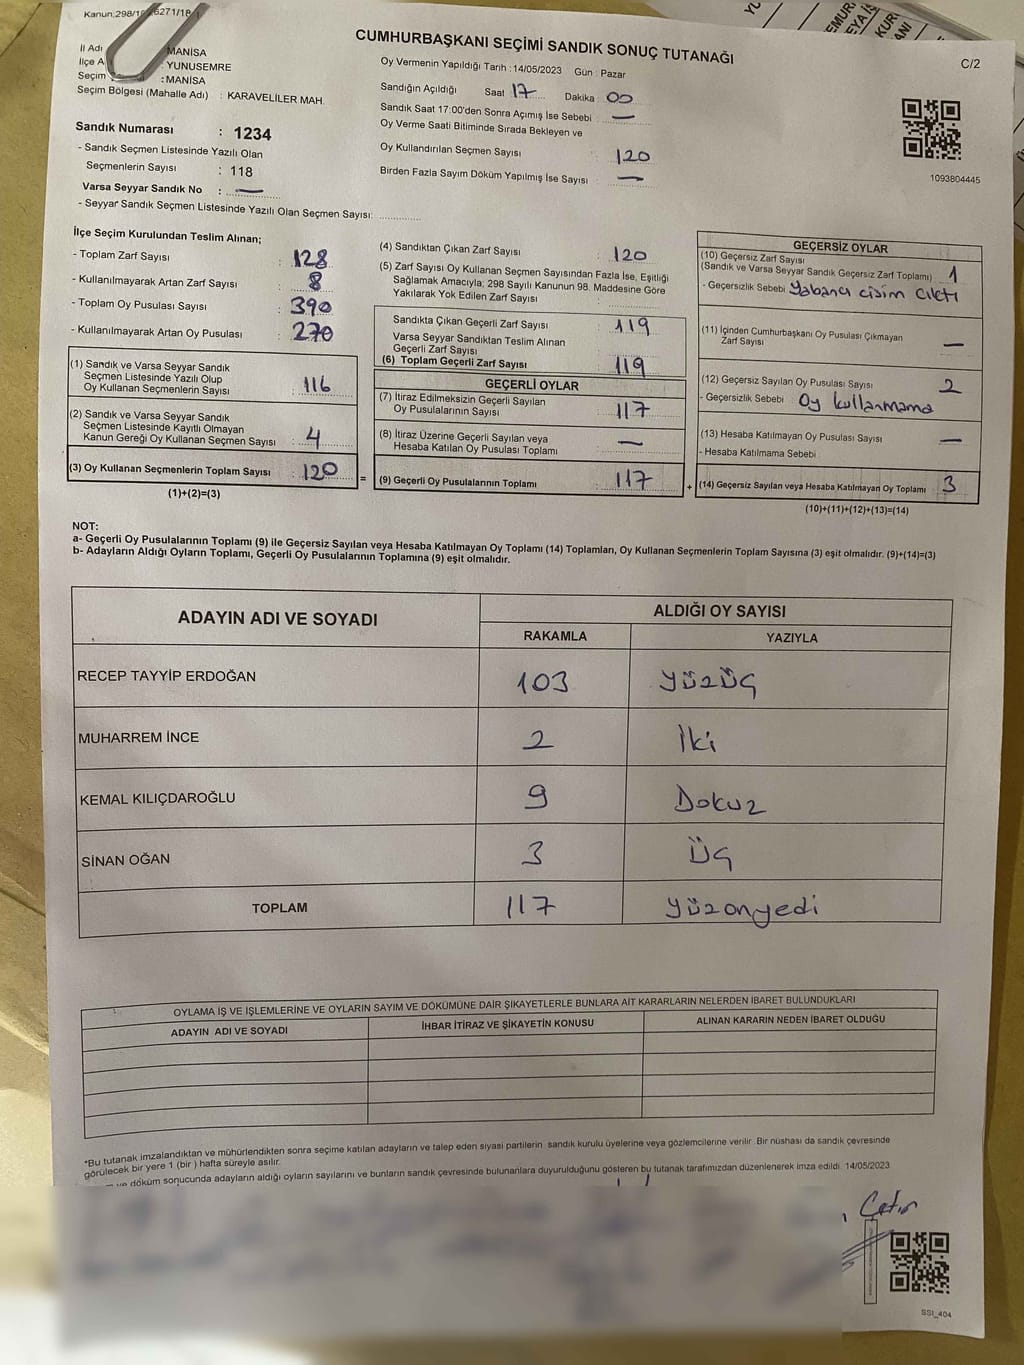 Kanun;298/1
6271/18
CUMHURBAŞKANI SEÇİMİ SANDIK SONUÇ TUTANAĞI
C/2
İl Adı MANİSA
İlçe A : YUNUSEMRE
Seçim : MANİSA
Seçim Bölgesi (Mahalle Adı) : KARAVELİLER MAH.
Oy Vermenin Yapıldığı Tarih :14/05/2023 Gün : Pazar
Sandığın Açıldığı Saat 17 Dakika : 00
Sandık Saat 17:00'den Sonra Açımış İse Sebebi : —
Oy Verme Saati Bitiminde Sırada Bekleyen ve
Oy Kullandırılan Seçmen Sayısı : 120
Birden Fazla Sayım Döküm Yapılmış İse Sayısı : —
1093804445
Sandık Numarası : 1234
- Sandık Seçmen Listesinde Yazılı Olan
Seçmenlerin Sayısı : 118
Varsa Seyyar Sandık No : —
- Seyyar Sandık Seçmen Listesinde Yazılı Olan Seçmen Sayısı:
İlçe Seçim Kurulundan Teslim Alınan;
- Toplam Zarf Sayısı : 128
- Kullanılmayarak Artan Zarf Sayısı : 8
- Toplam Oy Pusulası Sayısı : 390
- Kullanılmayarak Artan Oy Pusulası : 270
(1) Sandık ve Varsa Seyyar Sandık
Seçmen Listesinde Yazılı Olup
Oy Kullanan Seçmenlerin Sayısı : 116
(2) Sandık ve Varsa Seyyar Sandık
Seçmen Listesinde Kayıtlı Olmayan
Kanun Gereği Oy Kullanan Seçmen Sayısı : 4
(3) Oy Kullanan Seçmenlerin Toplam Sayısı : 120
(1)+(2)=(3)
=
(4) Sandıktan Çıkan Zarf Sayısı : 120
(5) Zarf Sayısı Oy Kullanan Seçmen Sayısından Fazla İse, Eşitliği
Sağlamak Amacıyla; 298 Sayılı Kanunun 98. Maddesine Göre
Yakılarak Yok Edilen Zarf Sayısı :
Sandıkta Çıkan Geçerli Zarf Sayısı : 119
Varsa Seyyar Sandıktan Teslim Alınan
Geçerli Zarf Sayısı
(6) Toplam Geçerli Zarf Sayısı : 119
GEÇERLİ OYLAR
(7) İtiraz Edilmeksizin Geçerli Sayılan
Oy Pusulalarının Sayısı : 117
(8) İtiraz Üzerine Geçerli Sayılan veya
Hesaba Katılan Oy Pusulası Toplamı : —
(9) Geçerli Oy Pusulalarının Toplamı : 117
+
GEÇERSİZ OYLAR
(10) Geçersiz Zarf Sayısı
(Sandık ve Varsa Seyyar Sandık Geçersiz Zarf Toplamı) 1
- Geçersizlik Sebebi : Yabancı cisim çıktı
(11) İçinden Cumhurbaşkanı Oy Pusulası Çıkmayan
Zarf Sayısı —
(12) Geçersiz Sayılan Oy Pusulası Sayısı 2
- Geçersizlik Sebebi : Oy kullanmama
(13) Hesaba Katılmayan Oy Pusulası Sayısı —
- Hesaba Katılmama Sebebi
(14) Geçersiz Sayılan veya Hesaba Katılmayan Oy Toplamı 3
(10)+(11)+(12)+(13)=(14)
NOT:
a- Geçerli Oy Pusulalarının Toplamı (9) ile Geçersiz Sayılan veya Hesaba Katılmayan Oy Toplamı (14) Toplamları, Oy Kullanan Seçmenlerin Toplam Sayısına (3) eşit olmalıdır. (9)+(14)=(3)
b- Adayların Aldığı Oyların Toplamı, Geçerli Oy Pusulalarının Toplamına (9) eşit olmalıdır.
ADAYIN ADI VE SOYADI
ALDIĞI OY SAYISI
RAKAMLA YAZIYLA
RECEP TAYYİP ERDOĞAN 103 yüzüç
MUHARREM İNCE 2 İki
KEMAL KILIÇDAROĞLU 9 Dokuz
SİNAN OĞAN 3 Üç
TOPLAM 117 yüzonyedi
OYLAMA İŞ VE İŞLEMLERİNE VE OYLARIN SAYIM VE DÖKÜMÜNE DAİR ŞİKAYETLERLE BUNLARA AİT KARARLARIN NELERDEN İBARET BULUNDUKLARI
ADAYIN ADI VE SOYADI İHBAR İTİRAZ VE ŞİKAYETİN KONUSU ALINAN KARARIN NEDEN İBARET OLDUĞU
*Bu tutanak imzalandıktan ve mühürlendikten sonra seçime katılan adayların ve talep eden siyasi partilerin sandık kurulu üyelerine veya gözlemcilerine verilir. Bir nüshası da sandık çevresinde
görülecek bir yere 1 (bir) hafta süreyle asılır.
ve döküm sonucunda adayların aldığı oyların sayılarını ve bunların sandık çevresinde bulunanlara duyurulduğunu gösteren bu tutanak tarafımızdan düzenlenerek imza edildi. 14/05/2023
SSI_404